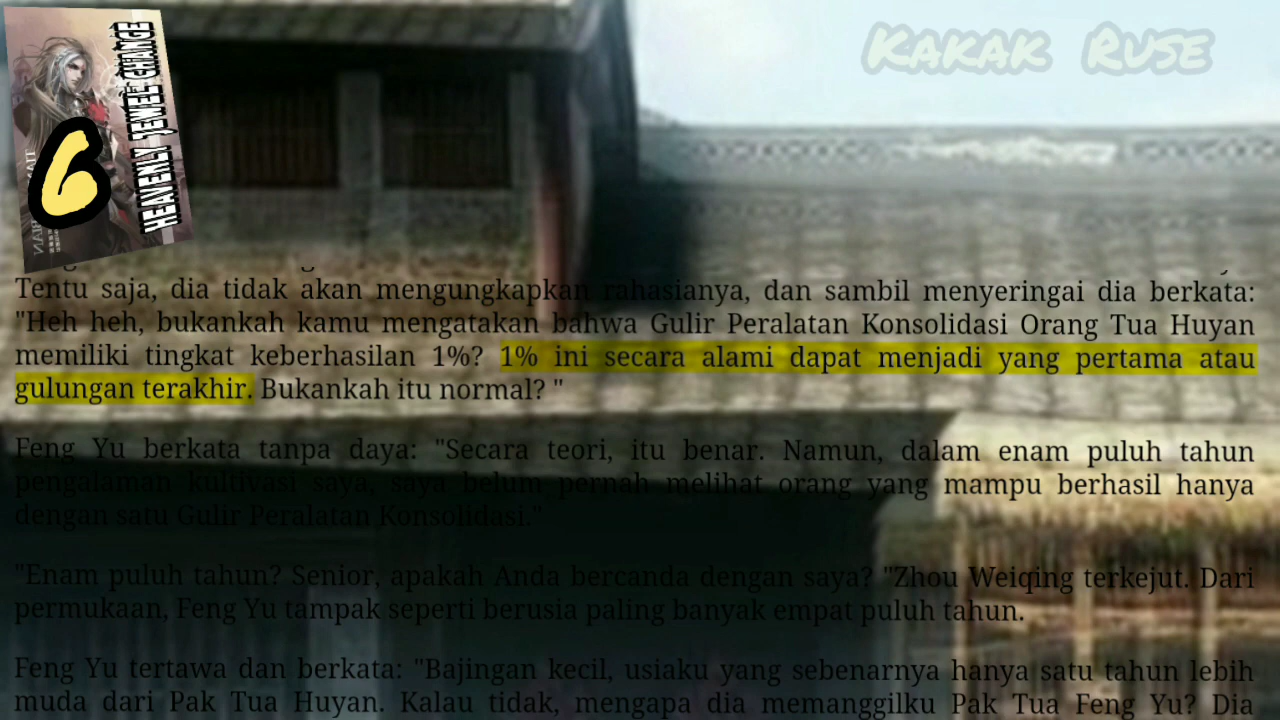 Kakak Ruse
HEAVENLY JEWEL CHANGE
6
Tentu saja, dia tidak akan mengungkapkan rahasianya, dan sambil menyeringai dia berkata:
"Heh heh, bukankah kamu mengatakan bahwa Gulir Peralatan Konsolidasi Orang Tua Huyan
memiliki tingkat keberhasilan 1%? 1% ini secara alami dapat menjadi yang pertama atau
gulungan terakhir. Bukankah itu normal? "
Feng Yu berkata tanpa daya: "Secara teori, itu benar. Namun, dalam enam puluh tahun
pengalaman kultivasi saya, saya belum pernah melihat orang yang mampu berhasil hanya
dengan satu Gulir Peralatan Konsolidasi."
"Enam puluh tahun? Senior, apakah Anda bercanda dengan saya? "Zhou Weiqing terkejut. Dari
permukaan, Feng Yu tampak seperti berusia paling banyak empat puluh tahun.
Feng Yu tertawa dan berkata: "Bajingan kecil, usiaku yang sebenarnya hanya satu tahun lebih
muda dari Pak Tua Huyan. Kalau tidak, mengapa dia memanggilku Pak Tua Feng Yu? Dia